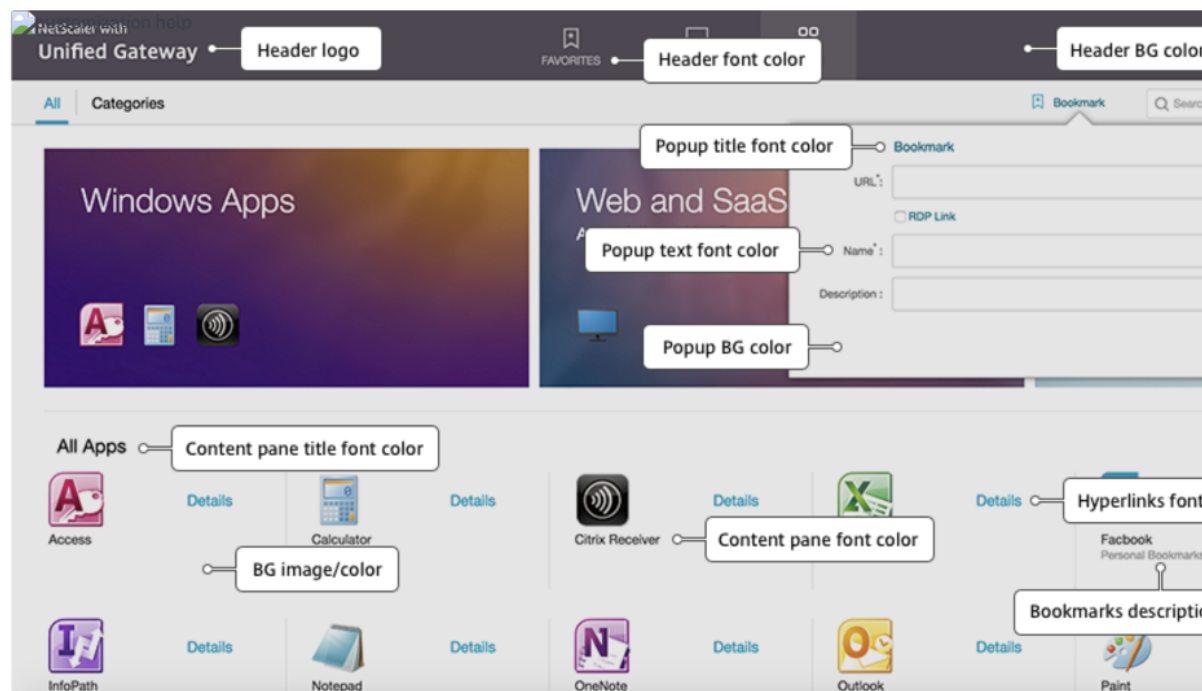 customization help
NetScaler with
Unified Gateway
Header logo
FAVORITES
Header font color
Header BG color
All
Categories
Bookmark
Searc
Popup title font color
Bookmark
URL*:
RDP Link
Windows Apps
Web and SaaS
A
Popup text font color
Name* :
Description :
Popup BG color
All Apps
Content pane title font color
Details
Details
Details
Details
Hyperlinks font
Access
Calculator
Citrix Receiver
Content pane font color
Facbook
Personal Bookmarks
BG image/color
Bookmarks descriptio
Details
Details
Details
Details
InfoPath
Notepad
OneNote
Outlook
Paint